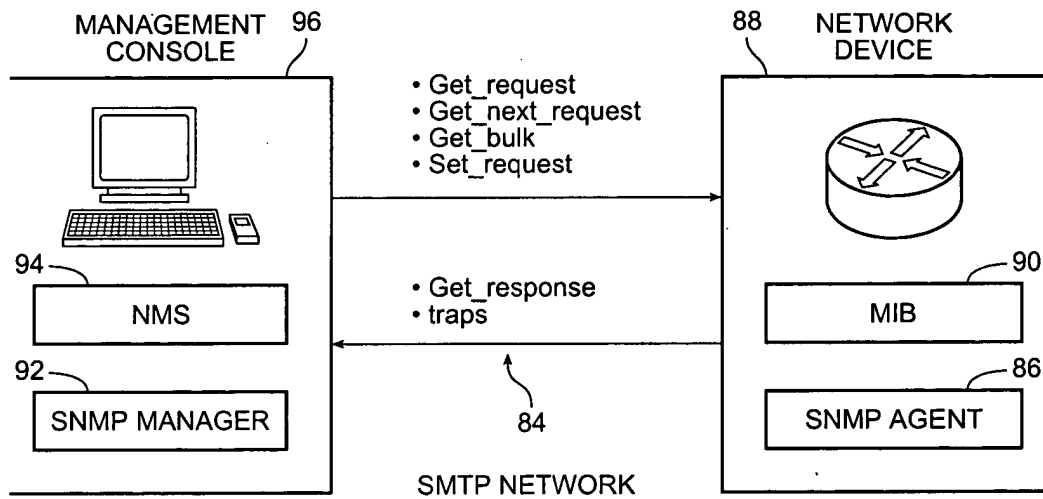 MANAGEMENT
CONSOLE
96
88
NETWORK
DEVICE
• Get_request
• Get_next_request
• Get_bulk
• Set_request
94
NMS
• Get_response
• traps
90
MIB
92
SNMP MANAGER
84
86
SNMP AGENT
SMTP NETWORK